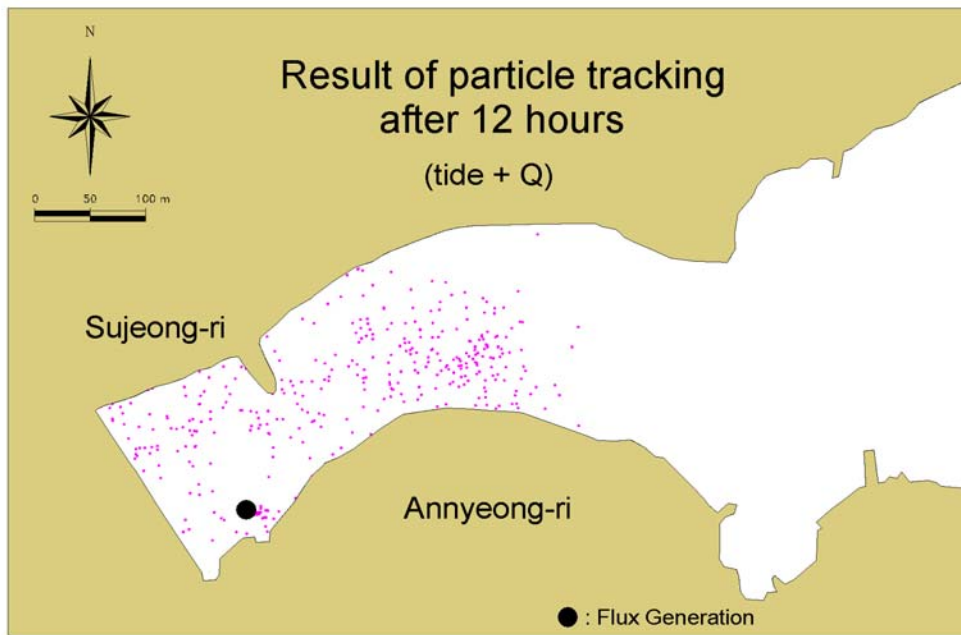 N
Result of particle tracking
after 12 hours
(tide + Q)
0 50 100 m
Sujeong-ri
Annyeong-ri
: Flux Generation